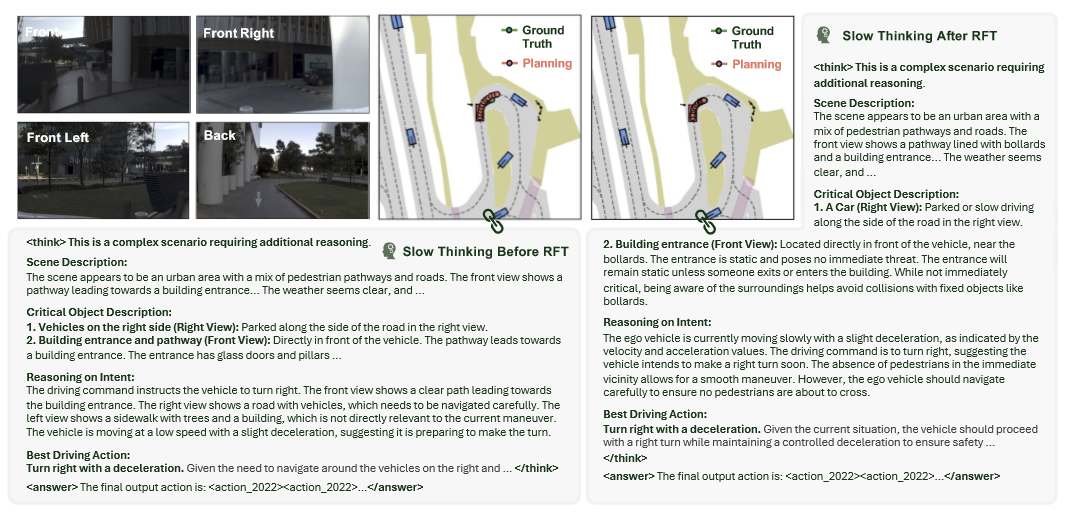 Front
Front Right
Front Left
Back
Ground
Truth
Planning
Ground
Truth
Planning
Slow Thinking Before RFT
<think> This is a complex scenario requiring additional reasoning.
Scene Description:
The scene appears to be an urban area with a mix of pedestrian pathways and roads. The front view shows a
pathway leading towards a building entrance... The weather seems clear, and ...
Critical Object Description:
1. Vehicles on the right side (Right View): Parked along the side of the road in the right view.
2. Building entrance and pathway (Front View): Directly in front of the vehicle. The pathway leads towards
a building entrance. The entrance has glass doors and pillars ...
Reasoning on Intent:
The driving command instructs the vehicle to turn right. The front view shows a clear path leading towards
the building entrance. The right view shows a road with vehicles, which needs to be navigated carefully. The
left view shows a sidewalk with trees and a building, which is not directly relevant to the current maneuver.
The vehicle is moving at a low speed with a slight deceleration, suggesting it is preparing to make the turn.
Best Driving Action:
Turn right with a deceleration. Given the need to navigate around the vehicles on the right and ... </think>
<answer> The final output action is: <action_2022><action_2022>...</answer>
Slow Thinking After RFT
<think> This is a complex scenario requiring
additional reasoning.
Scene Description:
The scene appears to be an urban area with a
mix of pedestrian pathways and roads. The
front view shows a pathway lined with bollards
and a building entrance... The weather seems
clear, and ...
Critical Object Description:
1. A Car (Right View): Parked or slow driving
along the side of the road in the right view.
2. Building entrance (Front View): Located directly in front of the vehicle, near the
bollards. The entrance is static and poses no immediate threat. The entrance will
remain static unless someone exits or enters the building. While not immediately
critical, being aware of the surroundings helps avoid collisions with fixed objects like
bollards.
Reasoning on Intent:
The ego vehicle is currently moving slowly with a slight deceleration, as indicated by the
velocity and acceleration values. The driving command is to turn right, suggesting the
vehicle intends to make a right turn soon. The absence of pedestrians in the immediate
vicinity allows for a smooth maneuver. However, the ego vehicle should navigate
carefully to ensure no pedestrians are about to cross.
Best Driving Action:
Turn right with a deceleration. Given the current situation, the vehicle should proceed
with a right turn while maintaining a controlled deceleration to ensure safety ...
</think>
<answer> The final output action is: <action_2022><action_2022>...</answer>